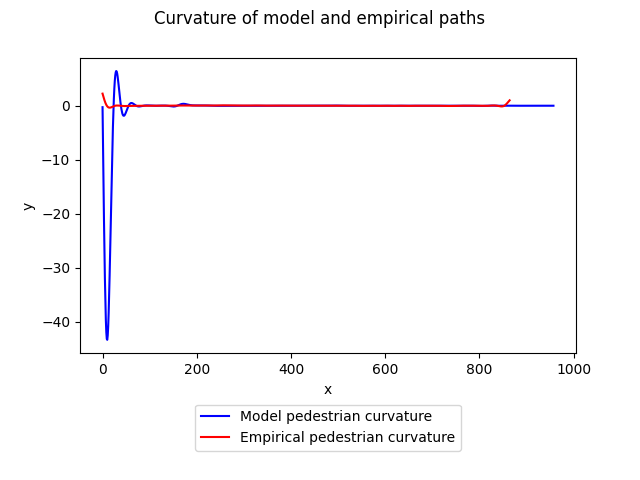 Curvature of model and empirical paths
0
−10
−20
−30
−40
y
0
200
400
600
800
1000
x
Model pedestrian curvature
Empirical pedestrian curvature